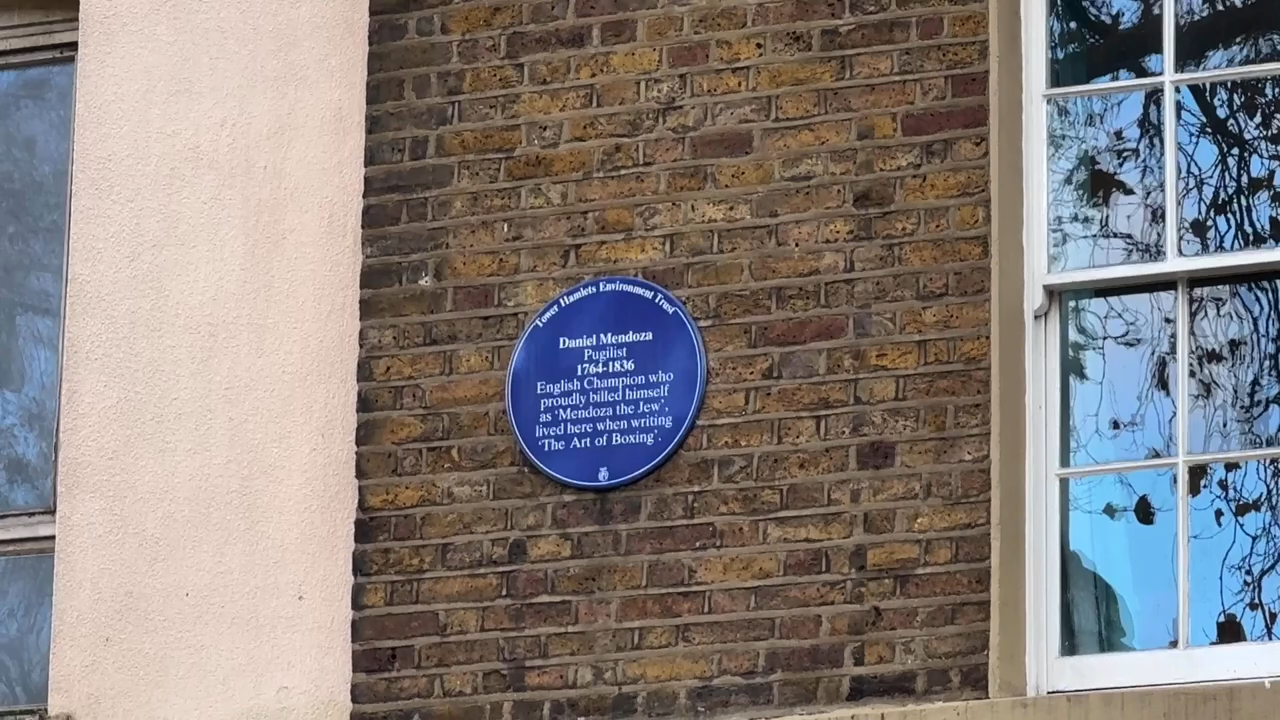 Tower Hamlets Environment Trust
Daniel Mendoza
Pugilist
1764-1836
English Champion who
proudly billed himself
as ‘Mendoza the Jew’,
lived here when writing
‘The Art of Boxing’.